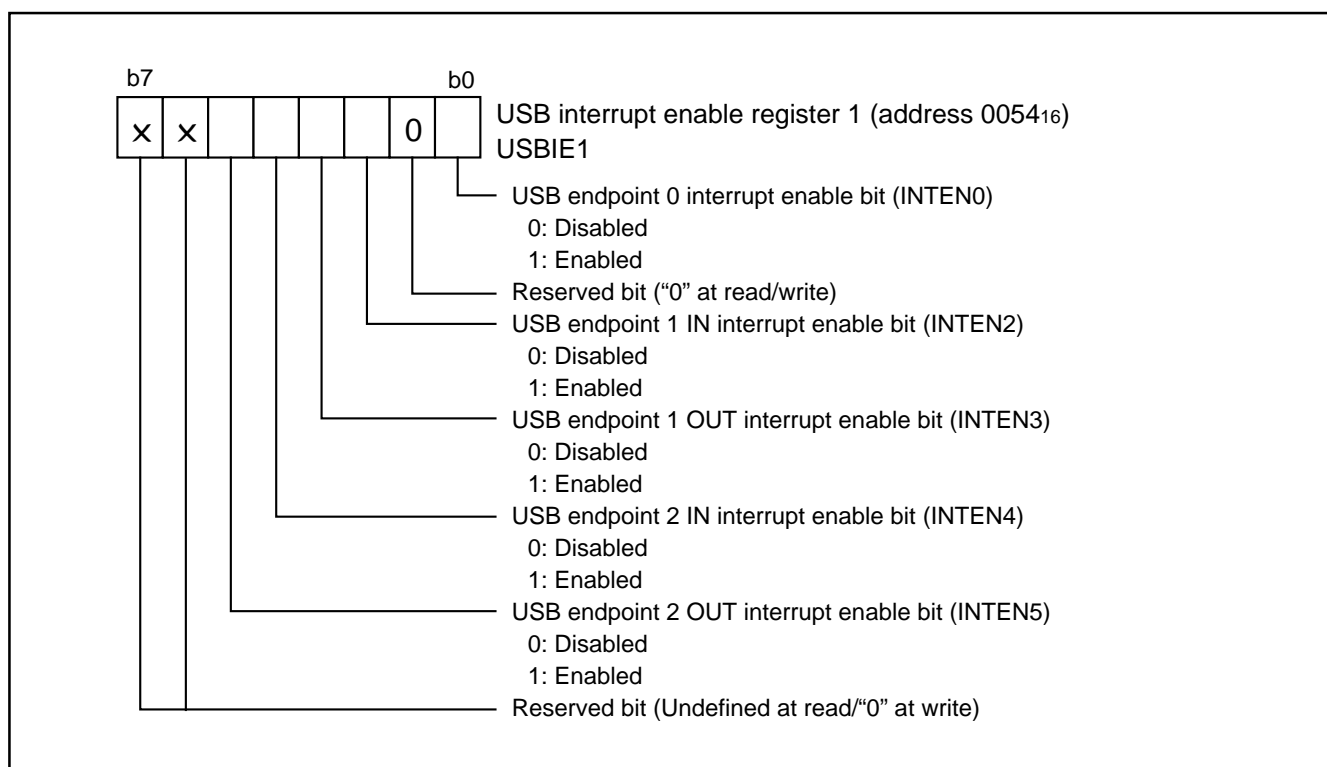 b7 b0
x x 0
USB interrupt enable register 1 (address 0054₁₆)
USBIE1
USB endpoint 0 interrupt enable bit (INTEN0)
0: Disabled
1: Enabled
Reserved bit (“0” at read/write)
USB endpoint 1 IN interrupt enable bit (INTEN2)
0: Disabled
1: Enabled
USB endpoint 1 OUT interrupt enable bit (INTEN3)
0: Disabled
1: Enabled
USB endpoint 2 IN interrupt enable bit (INTEN4)
0: Disabled
1: Enabled
USB endpoint 2 OUT interrupt enable bit (INTEN5)
0: Disabled
1: Enabled
Reserved bit (Undefined at read/“0” at write)